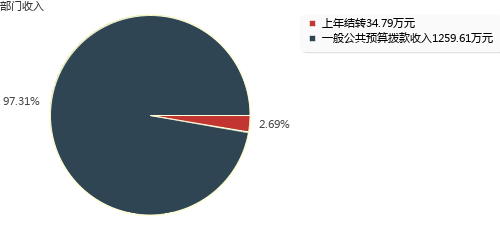 部门收入
上年结转34.79万元
一般公共预算拨款收入1259.61万元
97.31%
2.69%